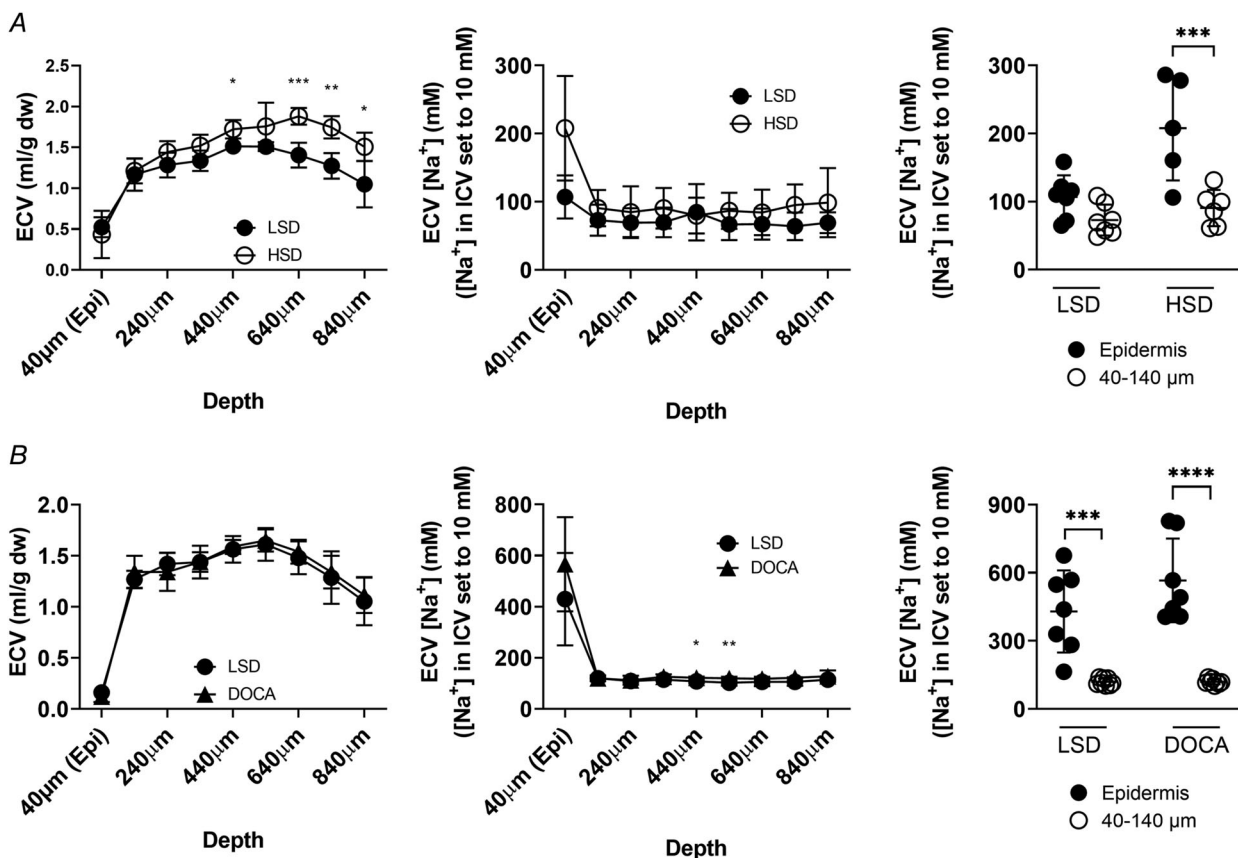 A
ECV (ml/g dw)
2.5
2.0
1.5
1.0
0.5
0.0
* *** ** *
LSD
HSD
40µm (Epi) 240µm 440µm 640µm 840µm
Depth
ECV [Na+] (mM)
([Na+] in ICV set to 10 mM)
300
200
100
0
LSD
HSD
40µm (Epi) 240µm 440µm 640µm 840µm
Depth
ECV [Na+] (mM)
([Na+] in ICV set to 10 mM)
300
200
100
0
***
LSD HSD
Epidermis
40-140 µm
B
ECV (ml/g dw)
2.0
1.5
1.0
0.5
0.0
LSD
DOCA
40µm (Epi) 240µm 440µm 640µm 840µm
Depth
ECV [Na+] (mM)
([Na+] in ICV set to 10 mM)
800
600
400
200
0
LSD
DOCA
* **
40µm (Epi) 240µm 440µm 640µm 840µm
Depth
ECV [Na+] (mM)
([Na+] in ICV set to 10 mM)
900
600
300
0
*** ****
LSD DOCA
Epidermis
40-140 µm